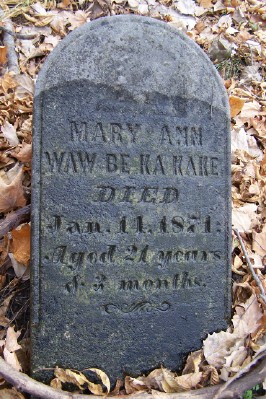 MARY ANN
WAW-BE-KA-KAKE
DIED
Jan. 11, 1871;
Aged 21 years
& 3 months.